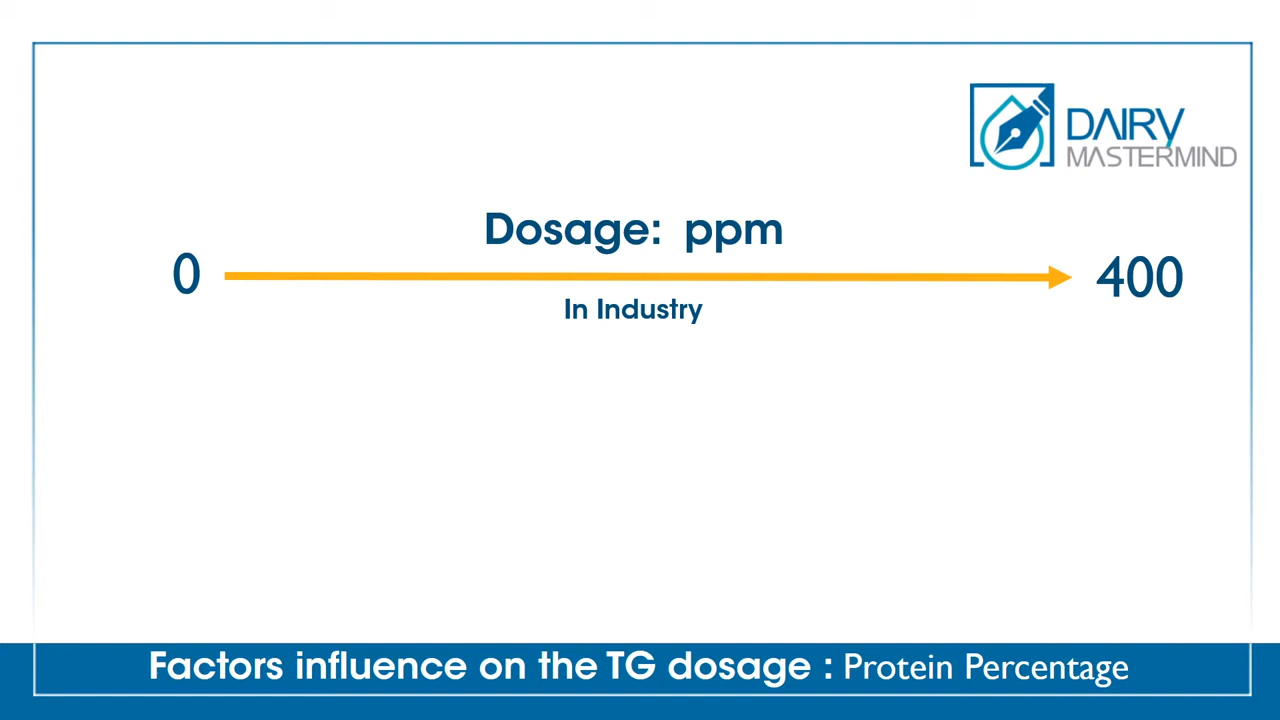 DAIRY
MASTERMIND
Dosage: ppm
0
400
In Industry
Factors influence on the TG dosage : Protein Percentage